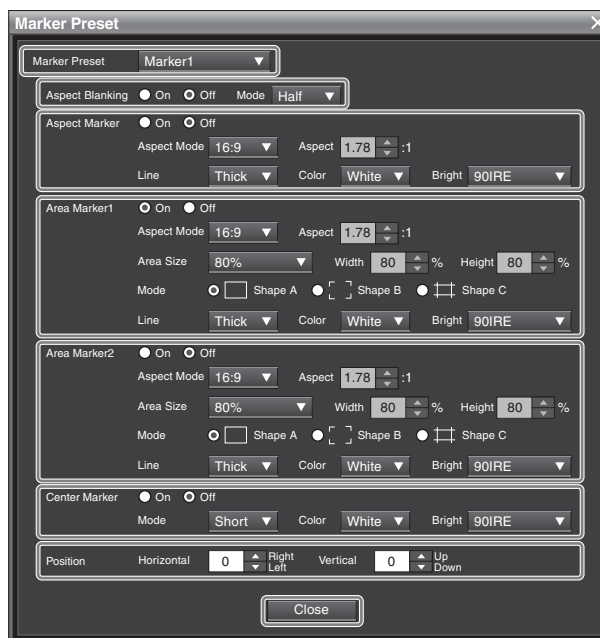 Marker Preset
Marker Preset Marker1
Aspect Blanking On Off Mode Half
Aspect Marker On Off
Aspect Mode 16:9 Aspect 1.78 :1
Line Thick Color White Bright 90IRE
Area Marker1 On Off
Aspect Mode 16:9 Aspect 1.78 :1
Area Size 80% Width 80 % Height 80 %
Mode Shape A Shape B Shape C
Line Thick Color White Bright 90IRE
Area Marker2 On Off
Aspect Mode 16:9 Aspect 1.78 :1
Area Size 80% Width 80 % Height 80 %
Mode Shape A Shape B Shape C
Line Thick Color White Bright 90IRE
Center Marker On Off
Mode Short Color White Bright 90IRE
Position Horizontal 0 Right Left Vertical 0 Up Down
Close